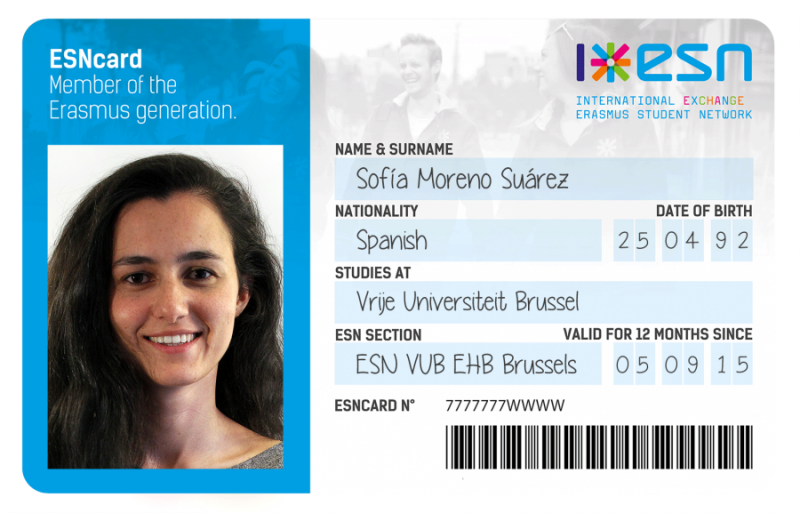 ESNcard
Member of the
Erasmus generation.
esn
INTERNATIONAL EXCHANGE
ERASMUS STUDENT NETWORK
NAME & SURNAME
Sofía Moreno Suárez
NATIONALITY DATE OF BIRTH
Spanish 25 04 92
STUDIES AT
Vrije Universiteit Brussel
ESN SECTION VALID FOR 12 MONTHS SINCE
ESN VUB EHB Brussels 05 09 15
ESNCARD N° 7777777WWWW